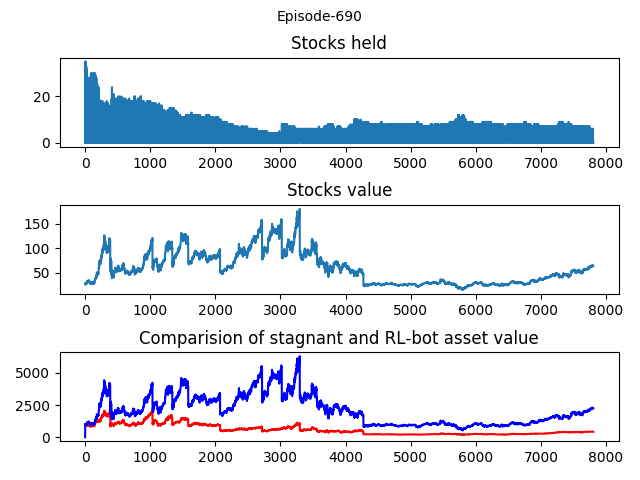 Episode-690
Stocks held
20
0
0 1000 2000 3000 4000 5000 6000 7000 8000
Stocks value
150
100
50
0 1000 2000 3000 4000 5000 6000 7000 8000
Comparision of stagnant and RL-bot asset value
5000
2500
0
0 1000 2000 3000 4000 5000 6000 7000 8000